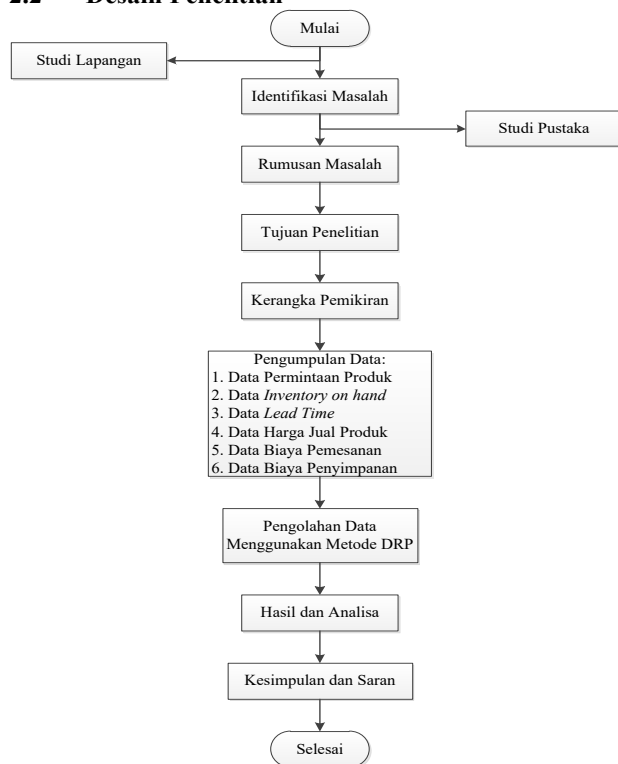 2.2 Desain Penelitian
Mulai
Studi Lapangan
Identifikasi Masalah
Studi Pustaka
Rumusan Masalah
Tujuan Penelitian
Kerangka Pemikiran
Pengumpulan Data:
1. Data Permintaan Produk
2. Data Inventory on hand
3. Data Lead Time
4. Data Harga Jual Produk
5. Data Biaya Pemesanan
6. Data Biaya Penyimpanan
Pengolahan Data
Menggunakan Metode DRP
Hasil dan Analisa
Kesimpulan dan Saran
Selesai